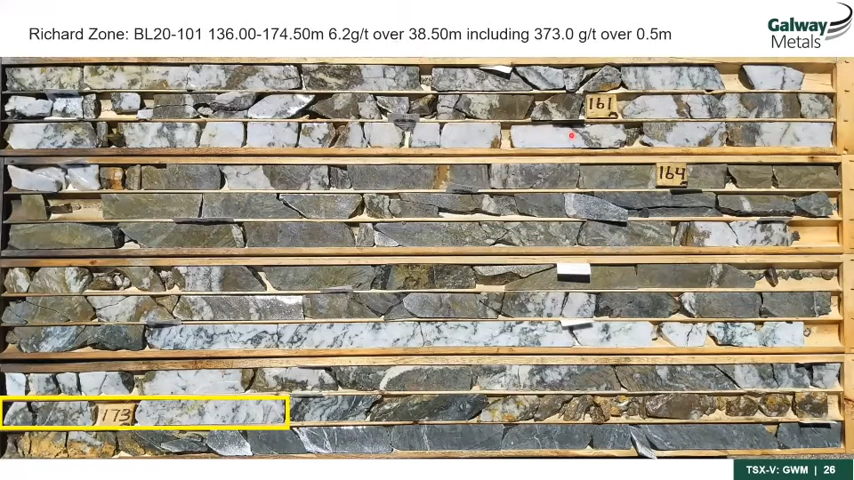 Richard Zone: BL20-101 136.00-174.50m 6.2g/t over 38.50m including 373.0 g/t over 0.5m
Galway
Metals
161
164
173
TSX-V: GWM | 26